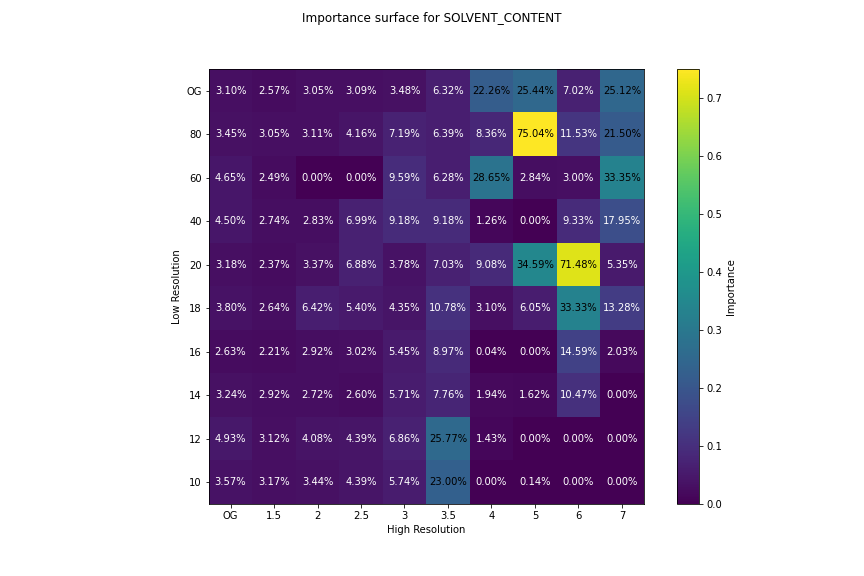 Importance surface for SOLVENT_CONTENT
OG 3.10% 2.57% 3.05% 3.09% 3.48% 6.32% 22.26% 25.44% 7.02% 25.12%
80 3.45% 3.05% 3.11% 4.16% 7.19% 6.39% 8.36% 75.04% 11.53% 21.50%
60 4.65% 2.49% 0.00% 0.00% 9.59% 6.28% 28.65% 2.84% 3.00% 33.35%
40 4.50% 2.74% 2.83% 6.99% 9.18% 9.18% 1.26% 0.00% 9.33% 17.95%
20 3.18% 2.37% 3.37% 6.88% 3.78% 7.03% 9.08% 34.59% 71.48% 5.35%
18 3.80% 2.64% 6.42% 5.40% 4.35% 10.78% 3.10% 6.05% 33.33% 13.28%
16 2.63% 2.21% 2.92% 3.02% 5.45% 8.97% 0.04% 0.00% 14.59% 2.03%
14 3.24% 2.92% 2.72% 2.60% 5.71% 7.76% 1.94% 1.62% 10.47% 0.00%
12 4.93% 3.12% 4.08% 4.39% 6.86% 25.77% 1.43% 0.00% 0.00% 0.00%
10 3.57% 3.17% 3.44% 4.39% 5.74% 23.00% 0.00% 0.14% 0.00% 0.00%
OG 1.5 2 2.5 3 3.5 4 5 6 7
High Resolution
Low Resolution
0.7
0.6
0.5
0.4
0.3
0.2
0.1
0.0
Importance